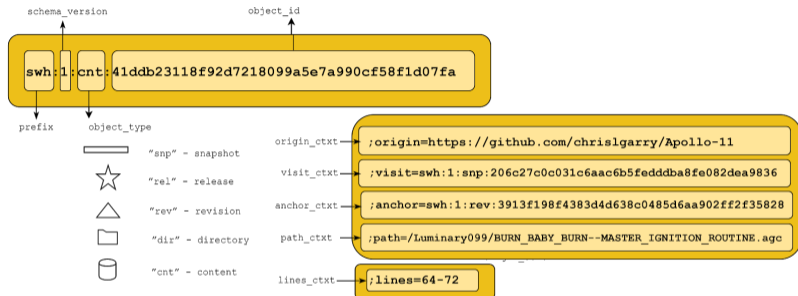 schema_version
object_id
swh:1:cnt:41ddb23118f92d7218099a5e7a990cf58f1d07fa
prefix
object_type
"snp" - snapshot
"rel" - release
"rev" - revision
"dir" - directory
"cnt" - content
origin_ctxt
;origin=https://github.com/chrislgarry/Apollo-11
visit_ctxt
;visit=swh:1:snp:206c27c0c031c6aac6b5fedddba8fe082dea9836
anchor_ctxt
;anchor=swh:1:rev:3913f198f4383d4d638c0485d6aa902ff2f35828
path_ctxt
;path=/Luminary099/BURN_BABY_BURN--MASTER_IGNITION_ROUTINE.agc
lines_ctxt
;lines=64-72